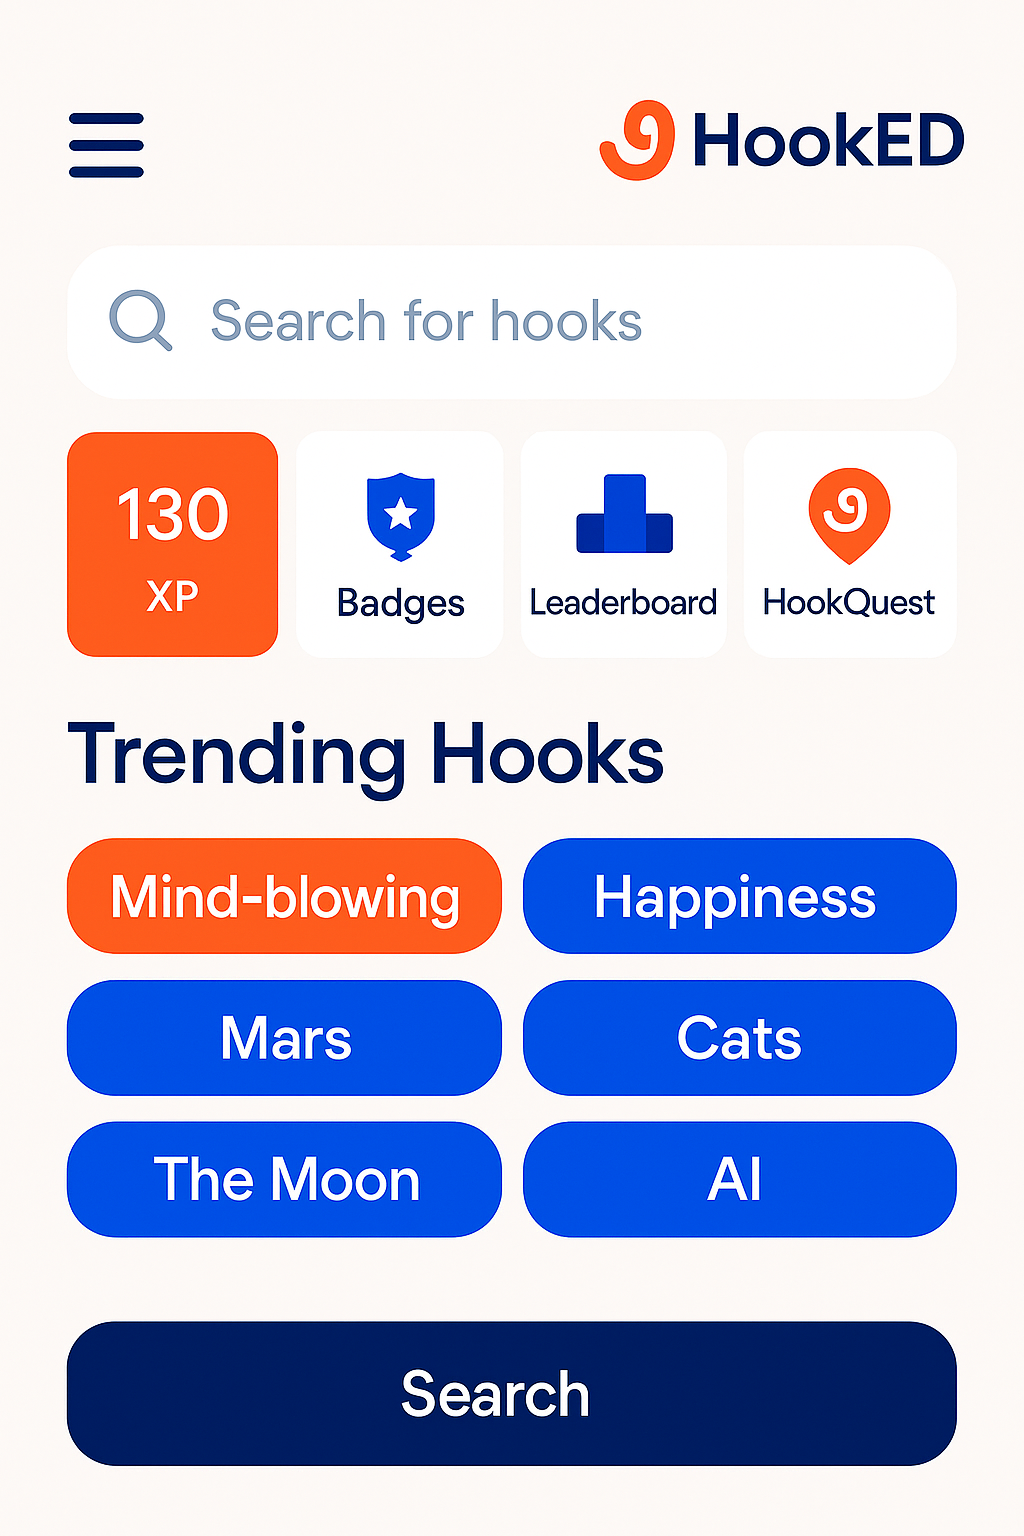 HookED
Search for hooks
130
XP
Badges
Leaderboard
HookQuest
Trending Hooks
Mind-blowing
Happiness
Mars
Cats
The Moon
AI
Search